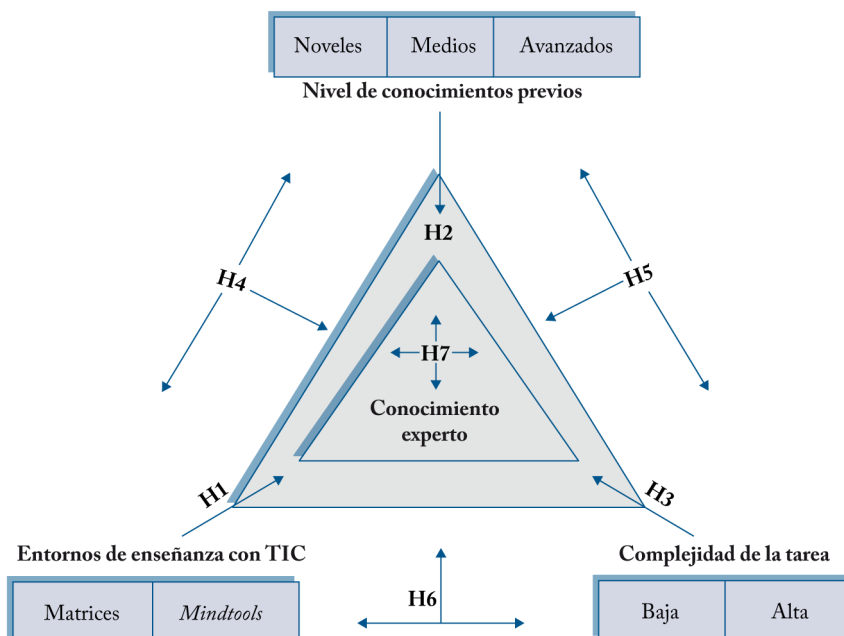 Noveles Medios Avanzados
Nivel de conocimientos previos
H2
H4
H5
H7
Conocimiento
experto
H1
H3
Entornos de enseñanza con TIC
Complejidad de la tarea
Matrices Mindtools
H6
Baja Alta